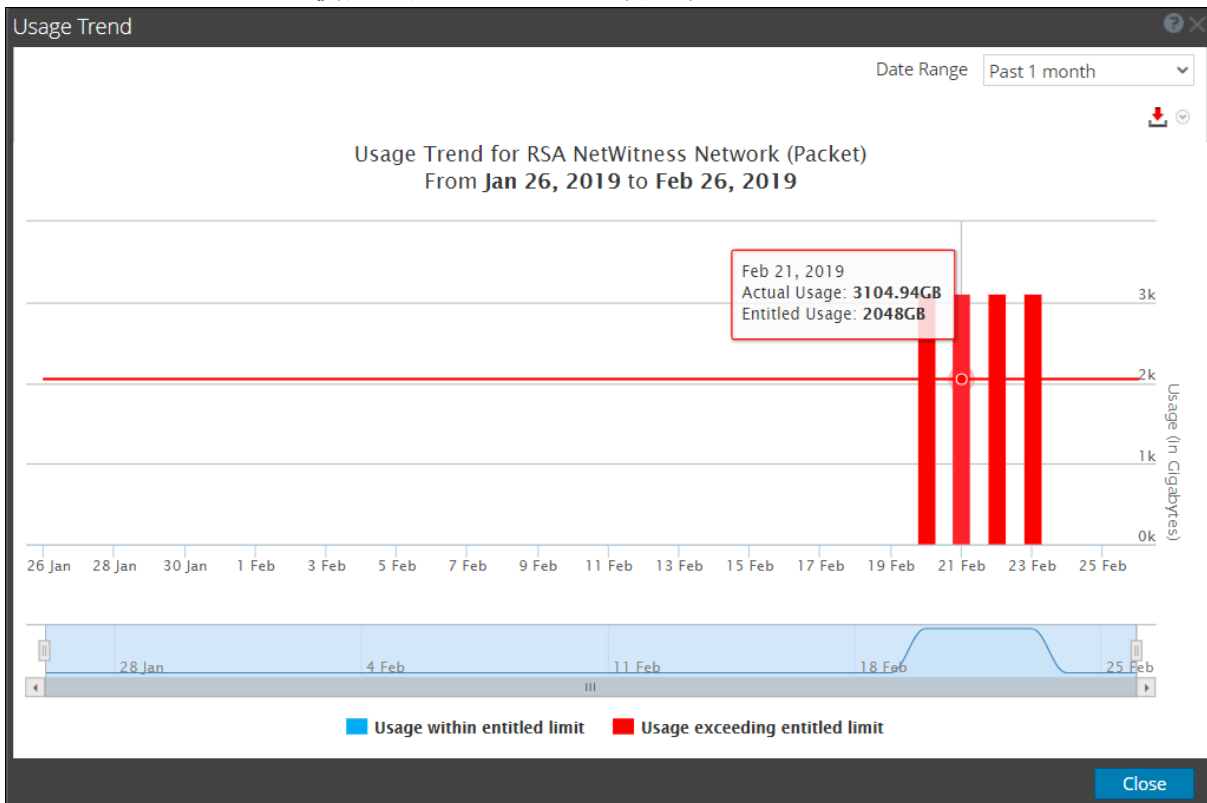 Usage Trend
Date Range Past 1 month
Usage Trend for RSA NetWitness Network (Packet)
From Jan 26, 2019 to Feb 26, 2019
Feb 21, 2019
Actual Usage: 3104.94GB
Entitled Usage: 2048GB
3k
2k
1k
0k
Usage (In Gigabytes)
26 Jan 28 Jan 30 Jan 1 Feb 3 Feb 5 Feb 7 Feb 9 Feb 11 Feb 13 Feb 15 Feb 17 Feb 19 Feb 21 Feb 23 Feb 25 Feb
28 Jan 4 Feb 11 Feb 18 Feb 25 Feb
Usage within entitled limit Usage exceeding entitled limit
Close